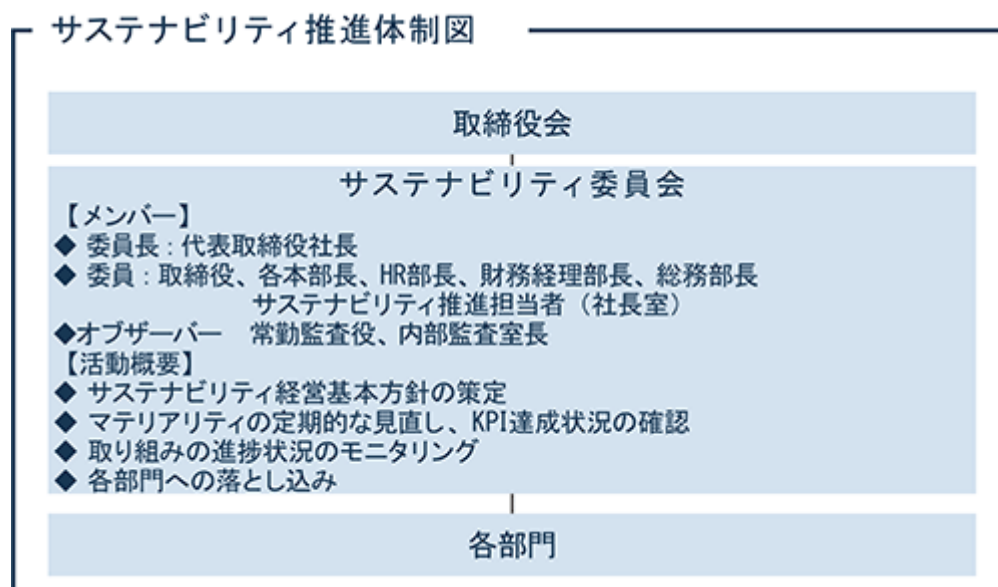 サステナビリティ推進体制図
取締役会
サステナビリティ委員会
【メンバー】
◆ 委員長：代表取締役社長
◆ 委員：取締役、各本部長、HR部長、財務経理部長、総務部長
サステナビリティ推進担当者（社長室）
◆オブザーバー　常勤監査役、内部監査室長
【活動概要】
◆ サステナビリティ経営基本方針の策定
◆ マテリアリティの定期的な見直し、KPI達成状況の確認
◆ 取り組みの進捗状況のモニタリング
◆ 各部門への落とし込み
各部門